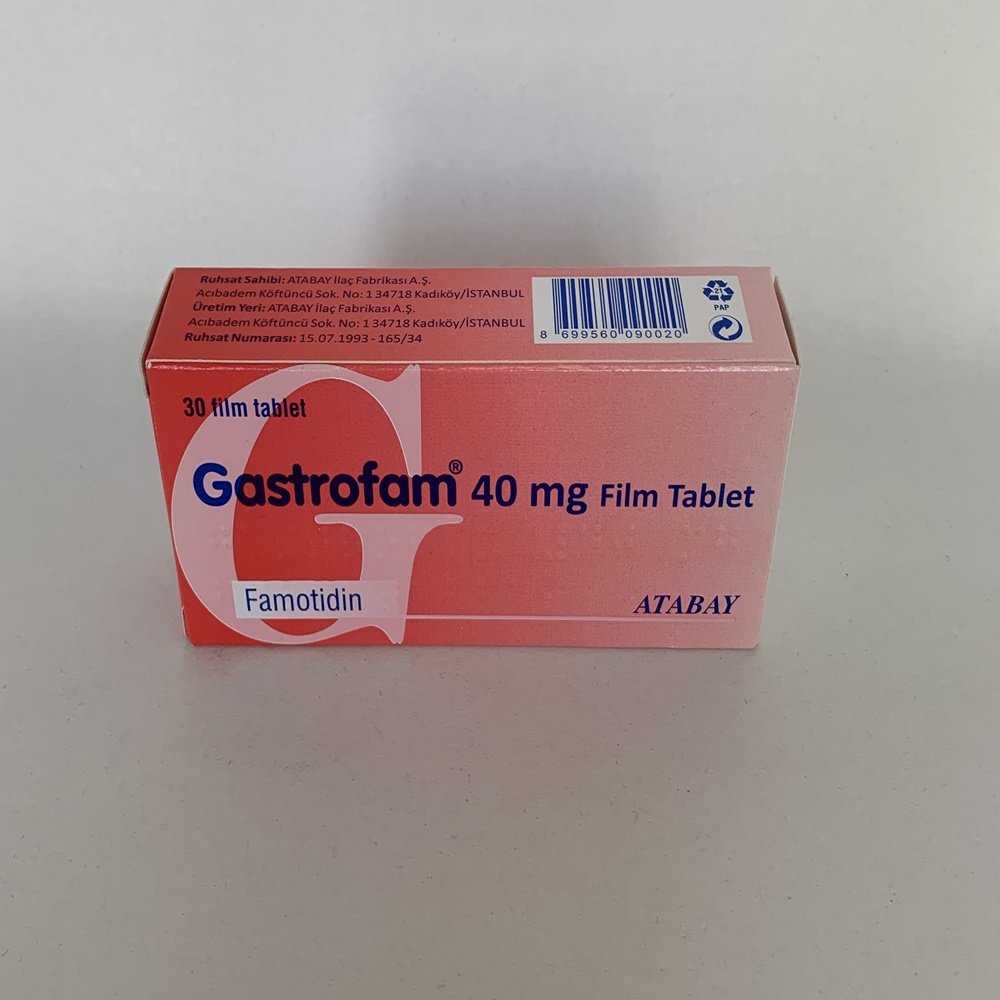 Ruhsat Sahibi: ATABAY İlaç Fabrikası A.Ş.
Acıbadem Köftüncü Sok. No: 1 34718 Kadıköy/İSTANBUL
Üretim Yeri: ATABAY İlaç Fabrikası A.Ş.
Acıbadem Köftüncü Sok. No: 1 34718 Kadıköy/İSTANBUL
Ruhsat Numarası: 15.07.1993 - 165/34
8 699560 090020
21
PAP
30 film tablet
Gastrofam® 40 mg Film Tablet
Famotidin
ATABAY